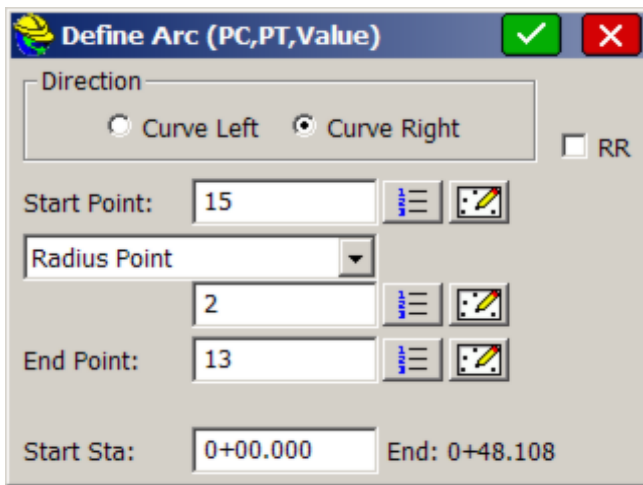 Define Arc (PC,PT,Value)
Direction
Curve Left Curve Right
RR
Start Point: 15
Radius Point
2
End Point: 13
Start Sta: 0+00.000 End: 0+48.108